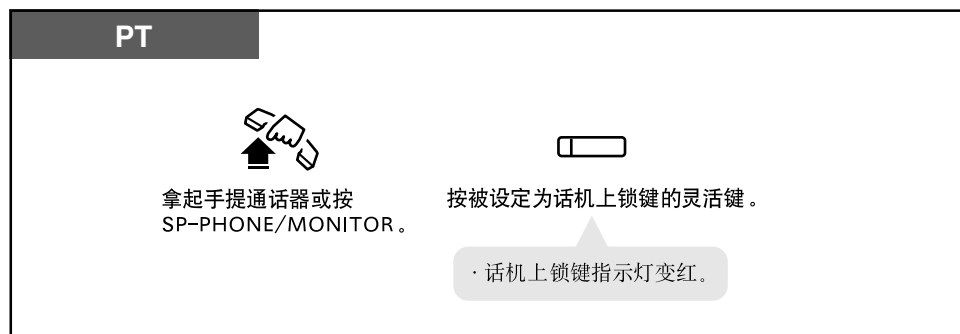 PT
拿起手提通话器或按
SP-PHONE/MONITOR。
按被设定为话机上锁键的灵活键。
·话机上锁键指示灯变红。